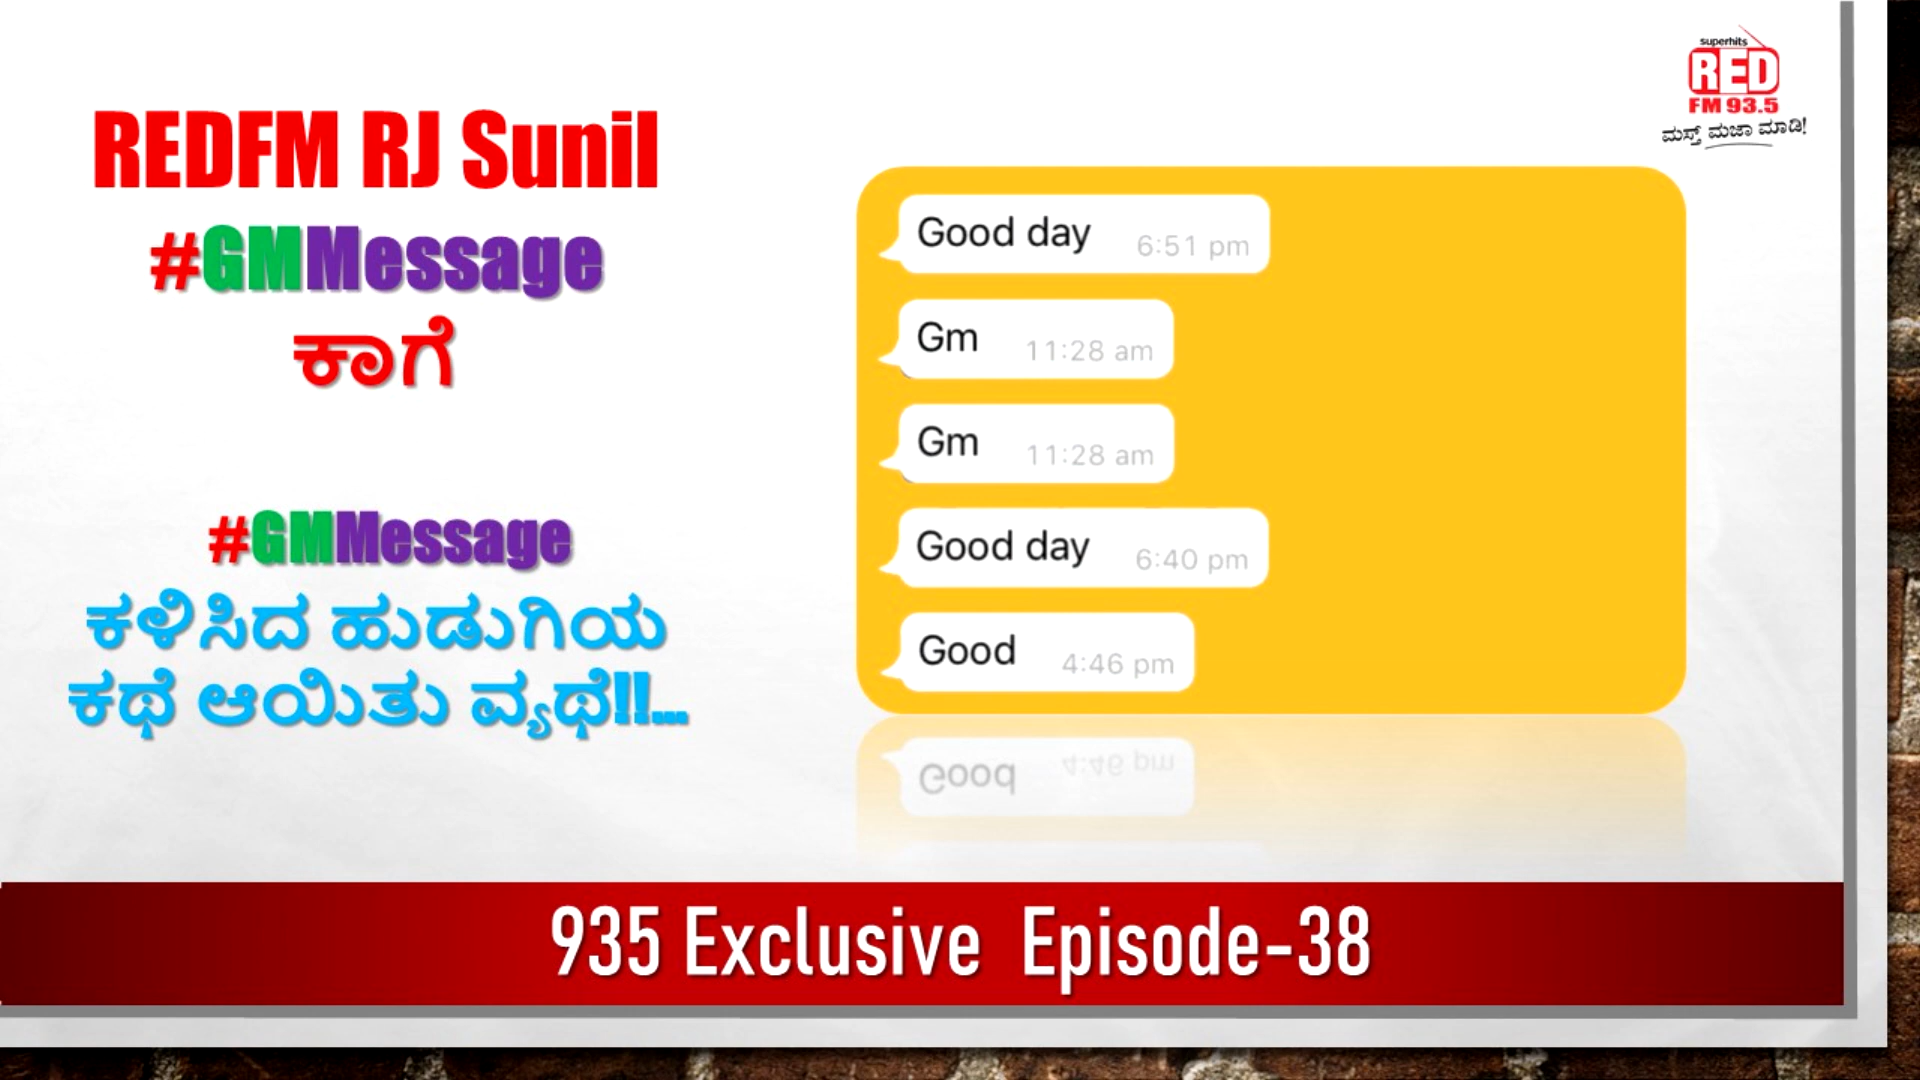 superhits
RED
FM 93.5
ಮಸ್ತ್ ಮಜಾ ಮಾಡಿ!
REDFM RJ Sunil
#GMMessage
ಕಾಗೆ
#GMMessage
ಕಳಿಸಿದ ಹುಡುಗಿಯ
ಕಥೆ ಆಯಿತು ವ್ಯಥೆ!!...
Good day 6:51 pm
Gm 11:28 am
Gm 11:28 am
Good day 6:40 pm
Good 4:46 pm
935 Exclusive Episode-38